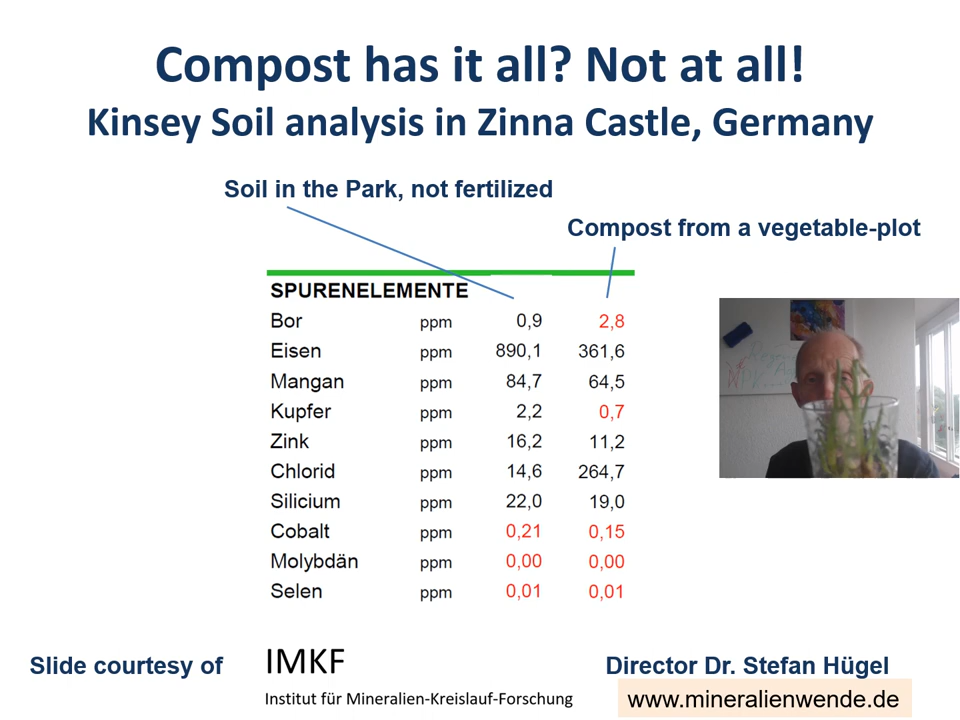 Compost has it all? Not at all!
Kinsey Soil analysis in Zinna Castle, Germany
Soil in the Park, not fertilized
Compost from a vegetable-plot
SPURENELEMENTE
Bor ppm 0,9 2,8
Eisen ppm 890,1 361,6
Mangan ppm 84,7 64,5
Kupfer ppm 2,2 0,7
Zink ppm 16,2 11,2
Chlorid ppm 14,6 264,7
Silicium ppm 22,0 19,0
Cobalt ppm 0,21 0,15
Molybdän ppm 0,00 0,00
Selen ppm 0,01 0,01
Slide courtesy of IMKF Director Dr. Stefan Hügel
Institut für Mineralien-Kreislauf-Forschung www.mineralienwende.de